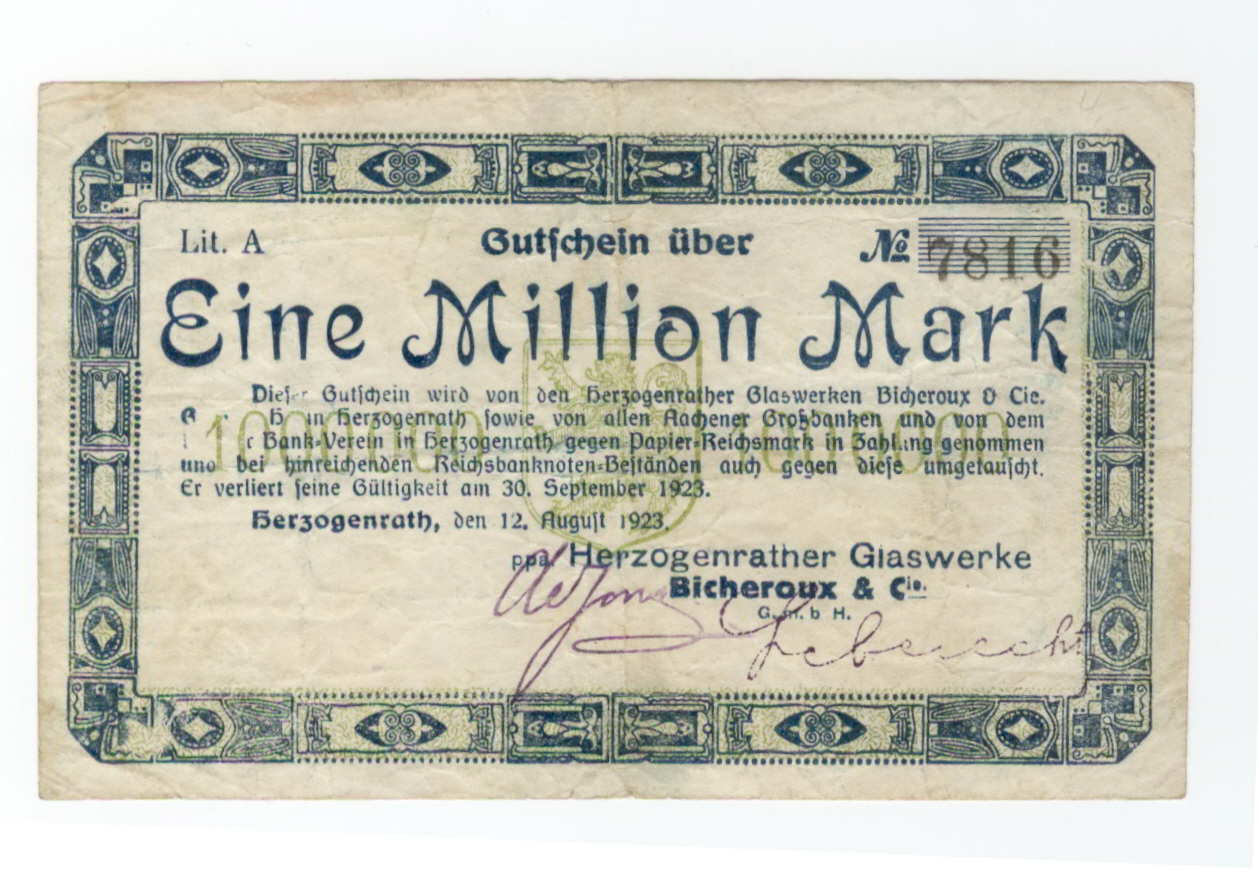 Lit. A Gutschein über № 7816
Eine Million Mark
Dieser Gutschein wird von den Herzogenrather Glaswerken Bicheroux & Cie.
G H in Herzogenrath sowie von allen Aachener Großbanken und von dem
r Bank-Verein in Herzogenrath gegen Papier-Reichsmark in Zahlung genommen
und bei hinreichenden Reichsbanknoten-Beständen auch gegen diese umgetauscht.
Er verliert seine Gültigkeit am 30. September 1923.
1000000 1000000
Herzogenrath, den 12. August 1923.
ppa. Herzogenrather Glaswerke
Bicheroux & Cie.
G. m. b H.